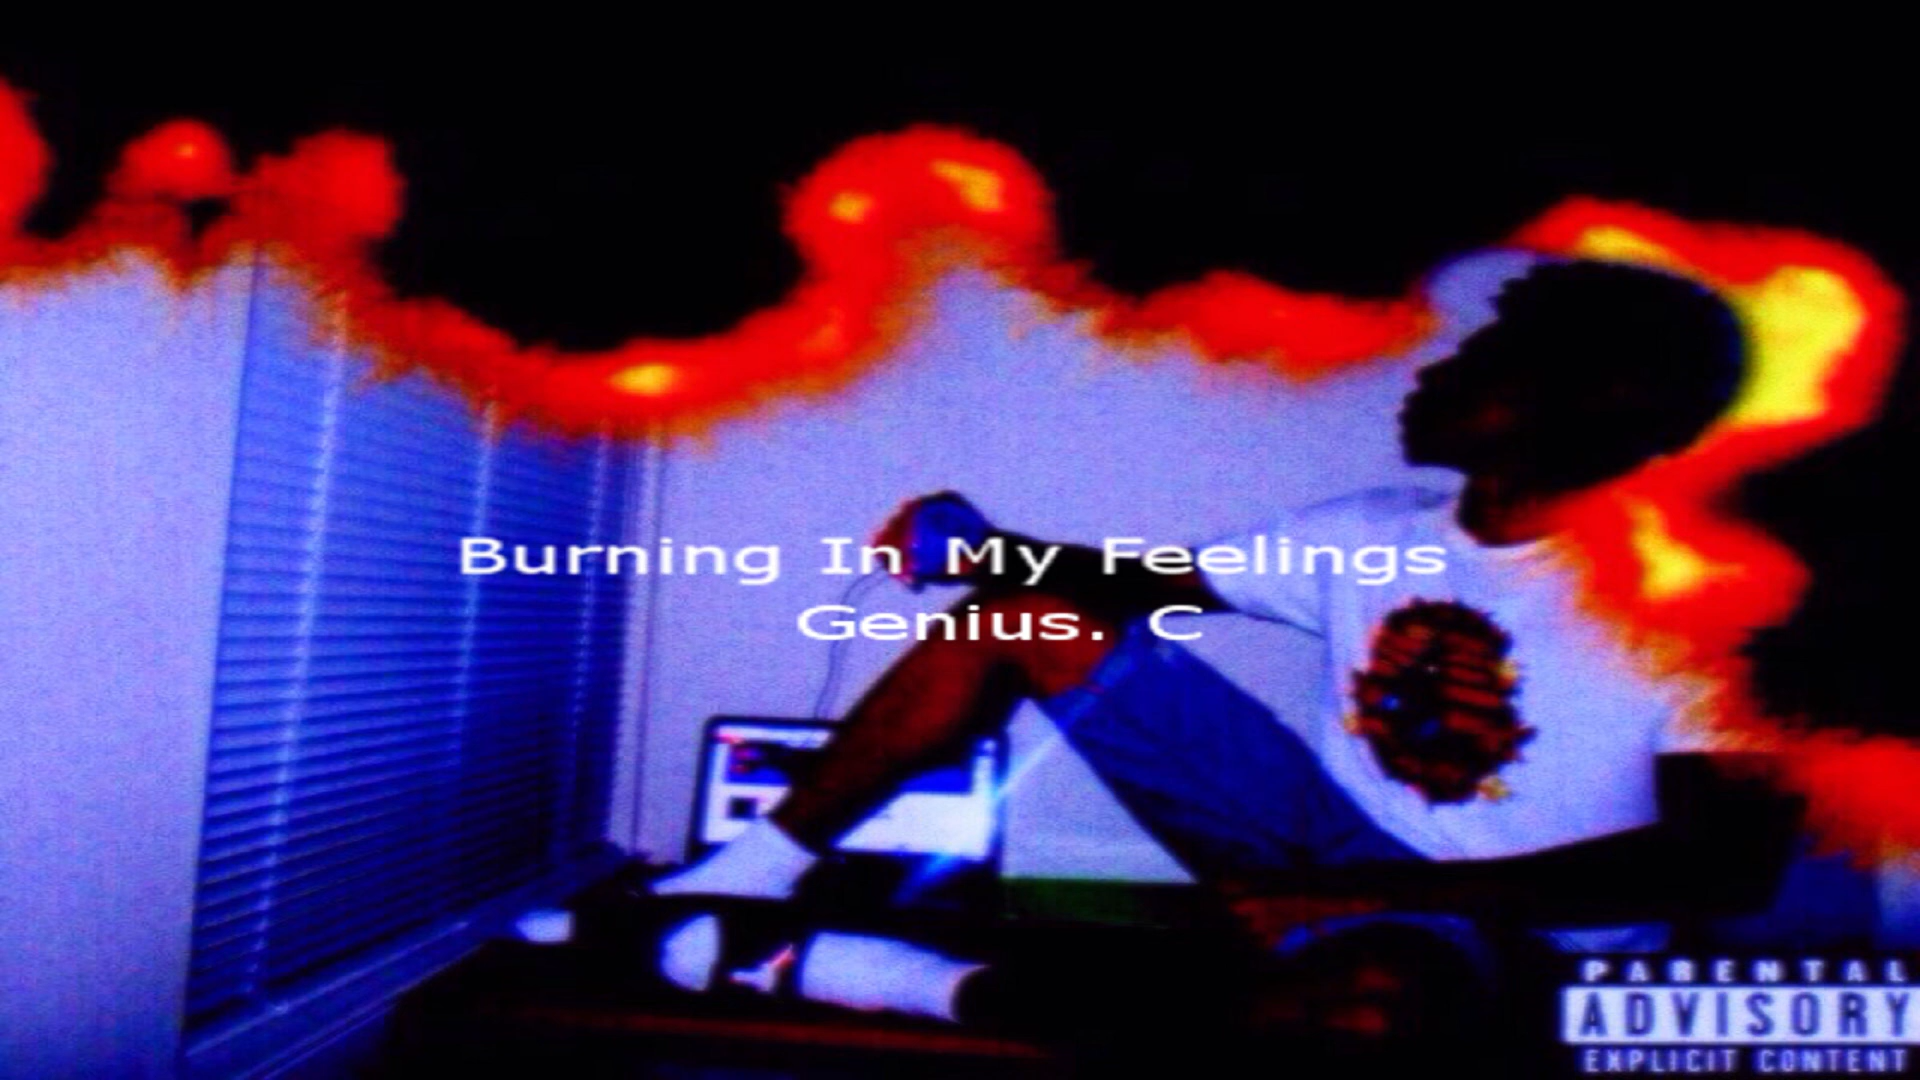 Burning In My Feelings
Genius. C
PARENTAL
ADVISORY
EXPLICIT CONTENT